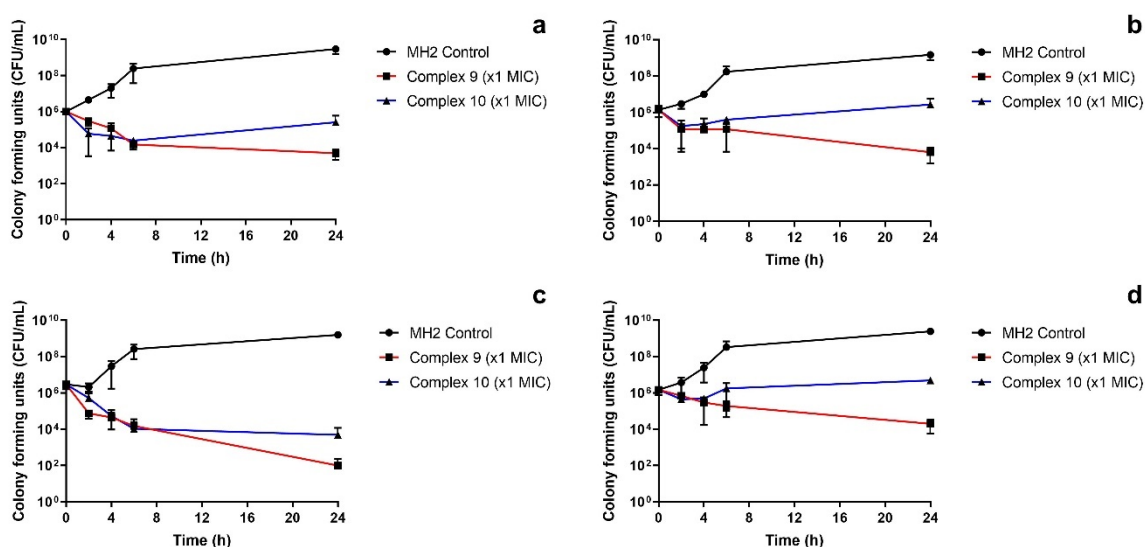 a
Colony forming units (CFU/mL)
10¹⁰
10⁸
10⁶
10⁴
10²
10⁰
0 4 8 12 16 20 24
Time (h)
MH2 Control
Complex 9 (x1 MIC)
Complex 10 (x1 MIC)
b
Colony forming units (CFU/mL)
10¹⁰
10⁸
10⁶
10⁴
10²
10⁰
0 4 8 12 16 20 24
Time (h)
MH2 Control
Complex 9 (x1 MIC)
Complex 10 (x1 MIC)
c
Colony forming units (CFU/mL)
10¹⁰
10⁸
10⁶
10⁴
10²
10⁰
0 4 8 12 16 20 24
Time (h)
MH2 Control
Complex 9 (x1 MIC)
Complex 10 (x1 MIC)
d
Colony forming units (CFU/mL)
10¹⁰
10⁸
10⁶
10⁴
10²
10⁰
0 4 8 12 16 20 24
Time (h)
MH2 Control
Complex 9 (x1 MIC)
Complex 10 (x1 MIC)